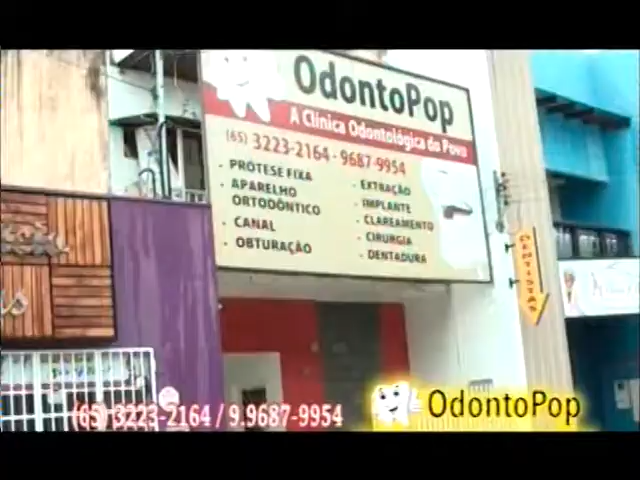 OdontoPop
A Clínica Odontológica do Povo
(65) 3223-2164 - 9687-9954
. PRÓTESE FIXA
. APARELHO
ORTODÔNTICO
. CANAL
. OBTURAÇÃO
. EXTRAÇÃO
. IMPLANTE
. CLAREAMENTO
. CIRURGIA
. DENTADURA
DENTISTAS
(65) 3223-2164 / 9.9687-9954
OdontoPop